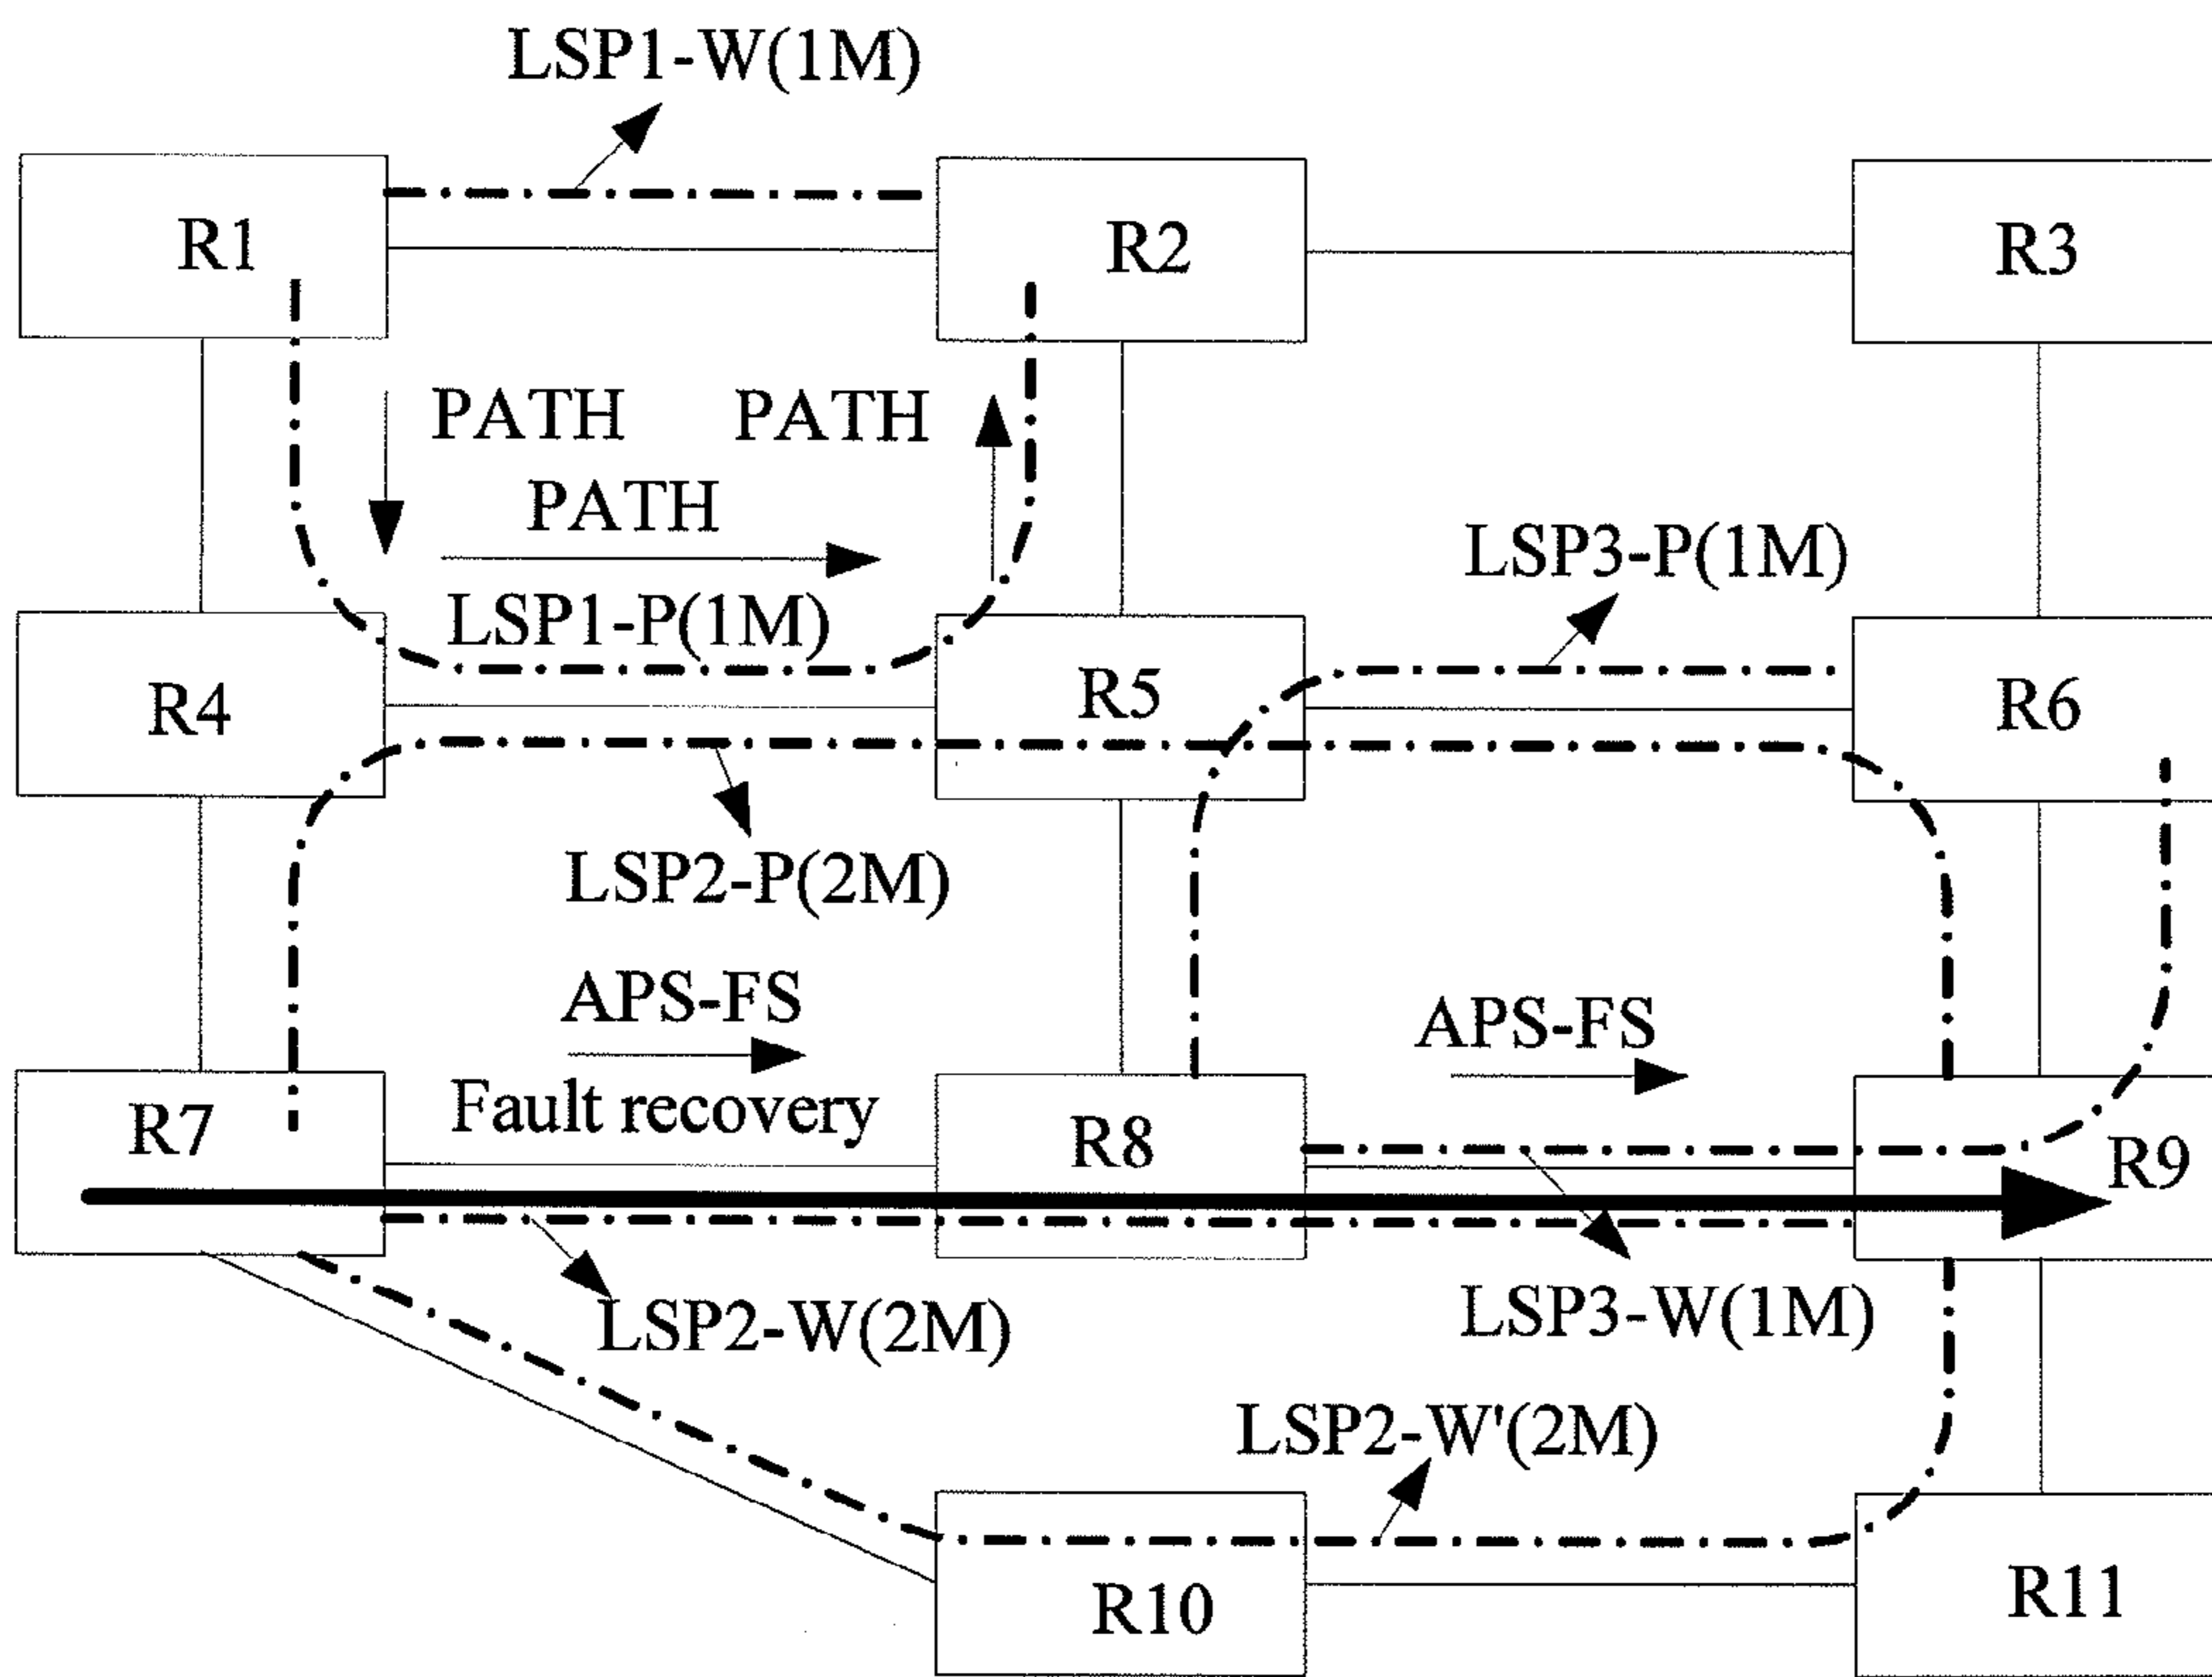 LSP1-W(1M)
R1
R2
R3
PATH
PATH
PATH
LSP3-P(1M)
LSP1-P(1M)
R4
R5
R6
LSP2-P(2M)
APS-FS
APS-FS
Fault recovery
R7
R8
R9
LSP2-W(2M)
LSP3-W(1M)
LSP2-W'(2M)
R10
R11